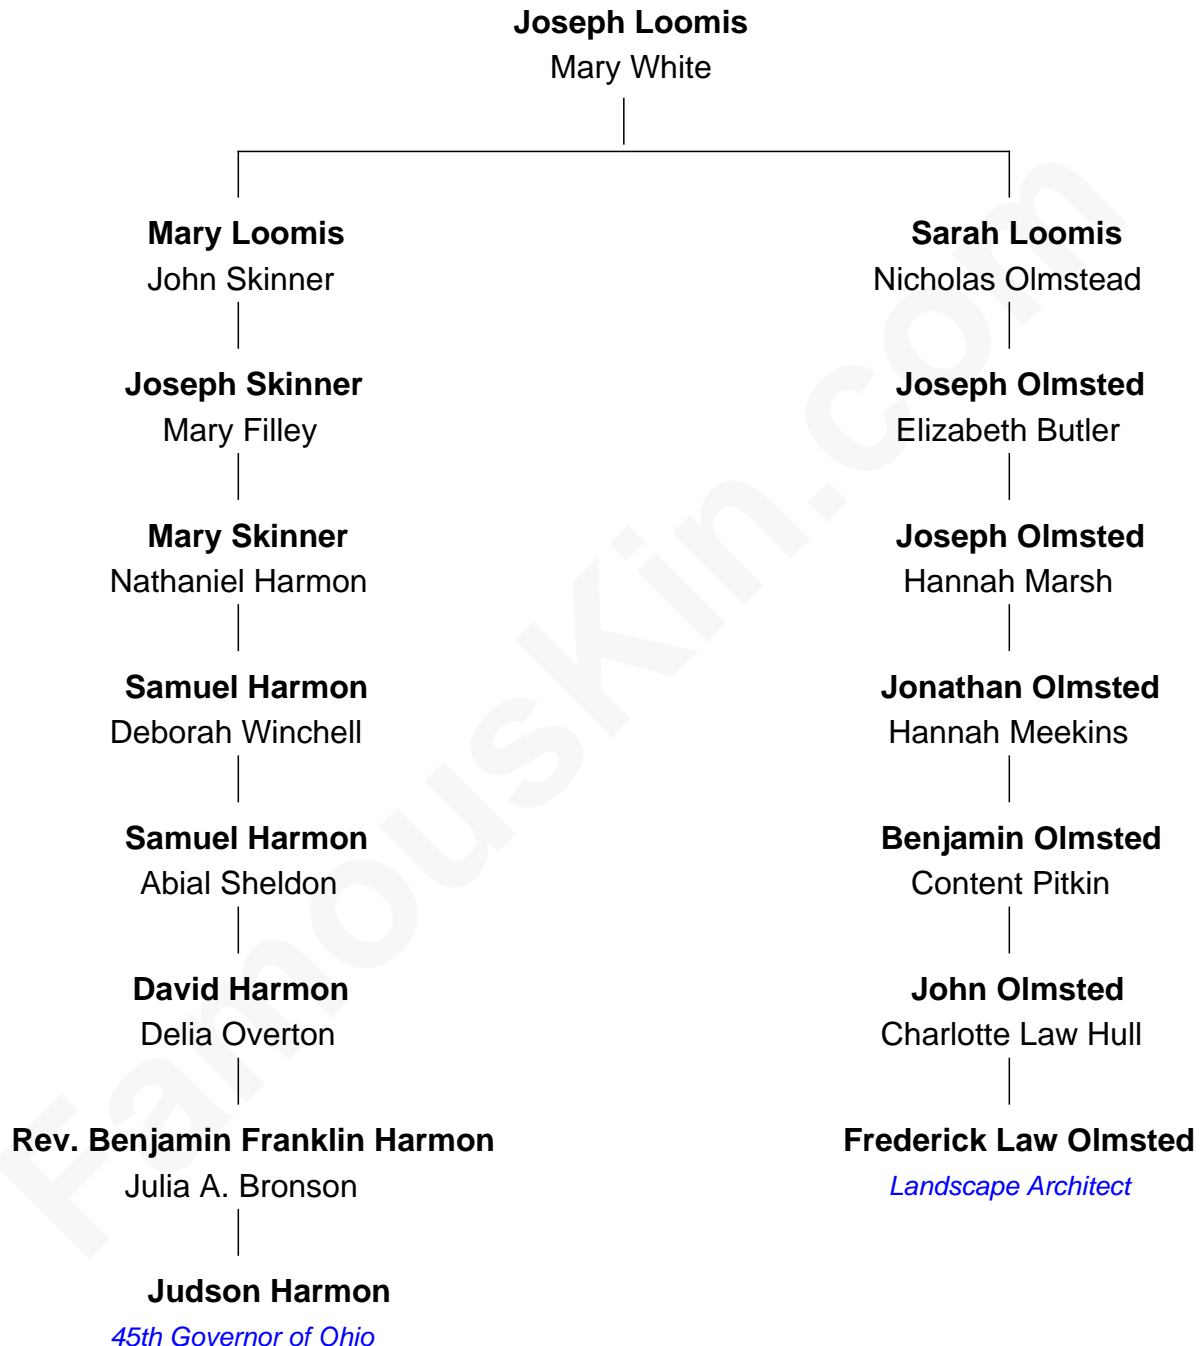 Joseph Loomis
Mary White
Mary Loomis
John Skinner
Sarah Loomis
Nicholas Olmstead
Joseph Skinner
Mary Filley
Joseph Olmsted
Elizabeth Butler
Mary Skinner
Nathaniel Harmon
Joseph Olmsted
Hannah Marsh
Samuel Harmon
Deborah Winchell
Jonathan Olmsted
Hannah Meekins
Samuel Harmon
Abial Sheldon
Benjamin Olmsted
Content Pitkin
David Harmon
Delia Overton
John Olmsted
Charlotte Law Hull
Rev. Benjamin Franklin Harmon
Julia A. Bronson
Frederick Law Olmsted
Landscape Architect
Judson Harmon
45th Governor of Ohio
FamousKin.com